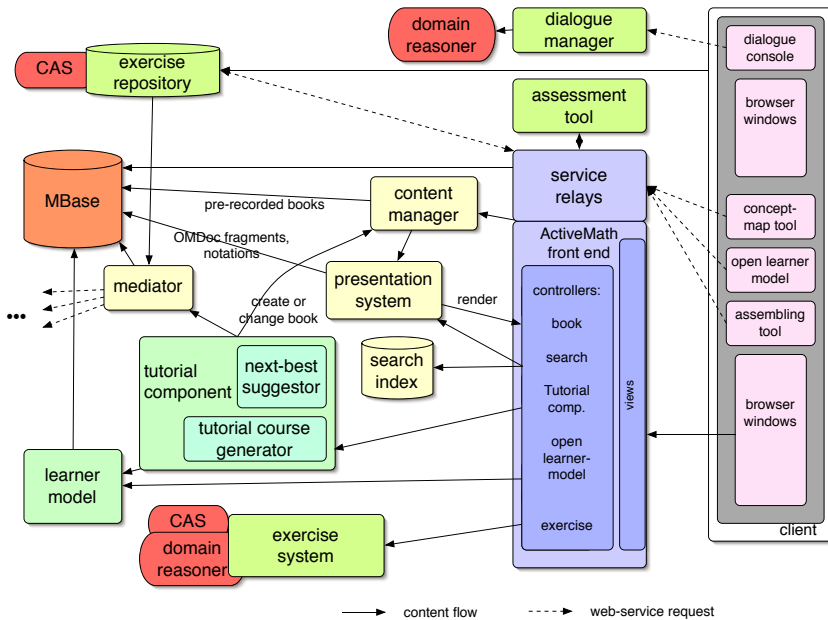 domain
reasoner
dialogue
manager
dialogue
console
CAS
exercise
repository
assessment
tool
browser
windows
MBase
service
relays
pre-recorded books
content
manager
concept-
map tool
OMDoc fragments,
notations
ActiveMath
front end
open learner
model
mediator
presentation
system
render
controllers:
book
search
Tutorial
comp.
open
learner-
model
exercise
views
assembling
tool
create or
change book
•••
tutorial
component
next-best
suggestor
search
index
tutorial course
generator
browser
windows
learner
model
CAS
domain
reasoner
exercise
system
client
content flow
web-service request